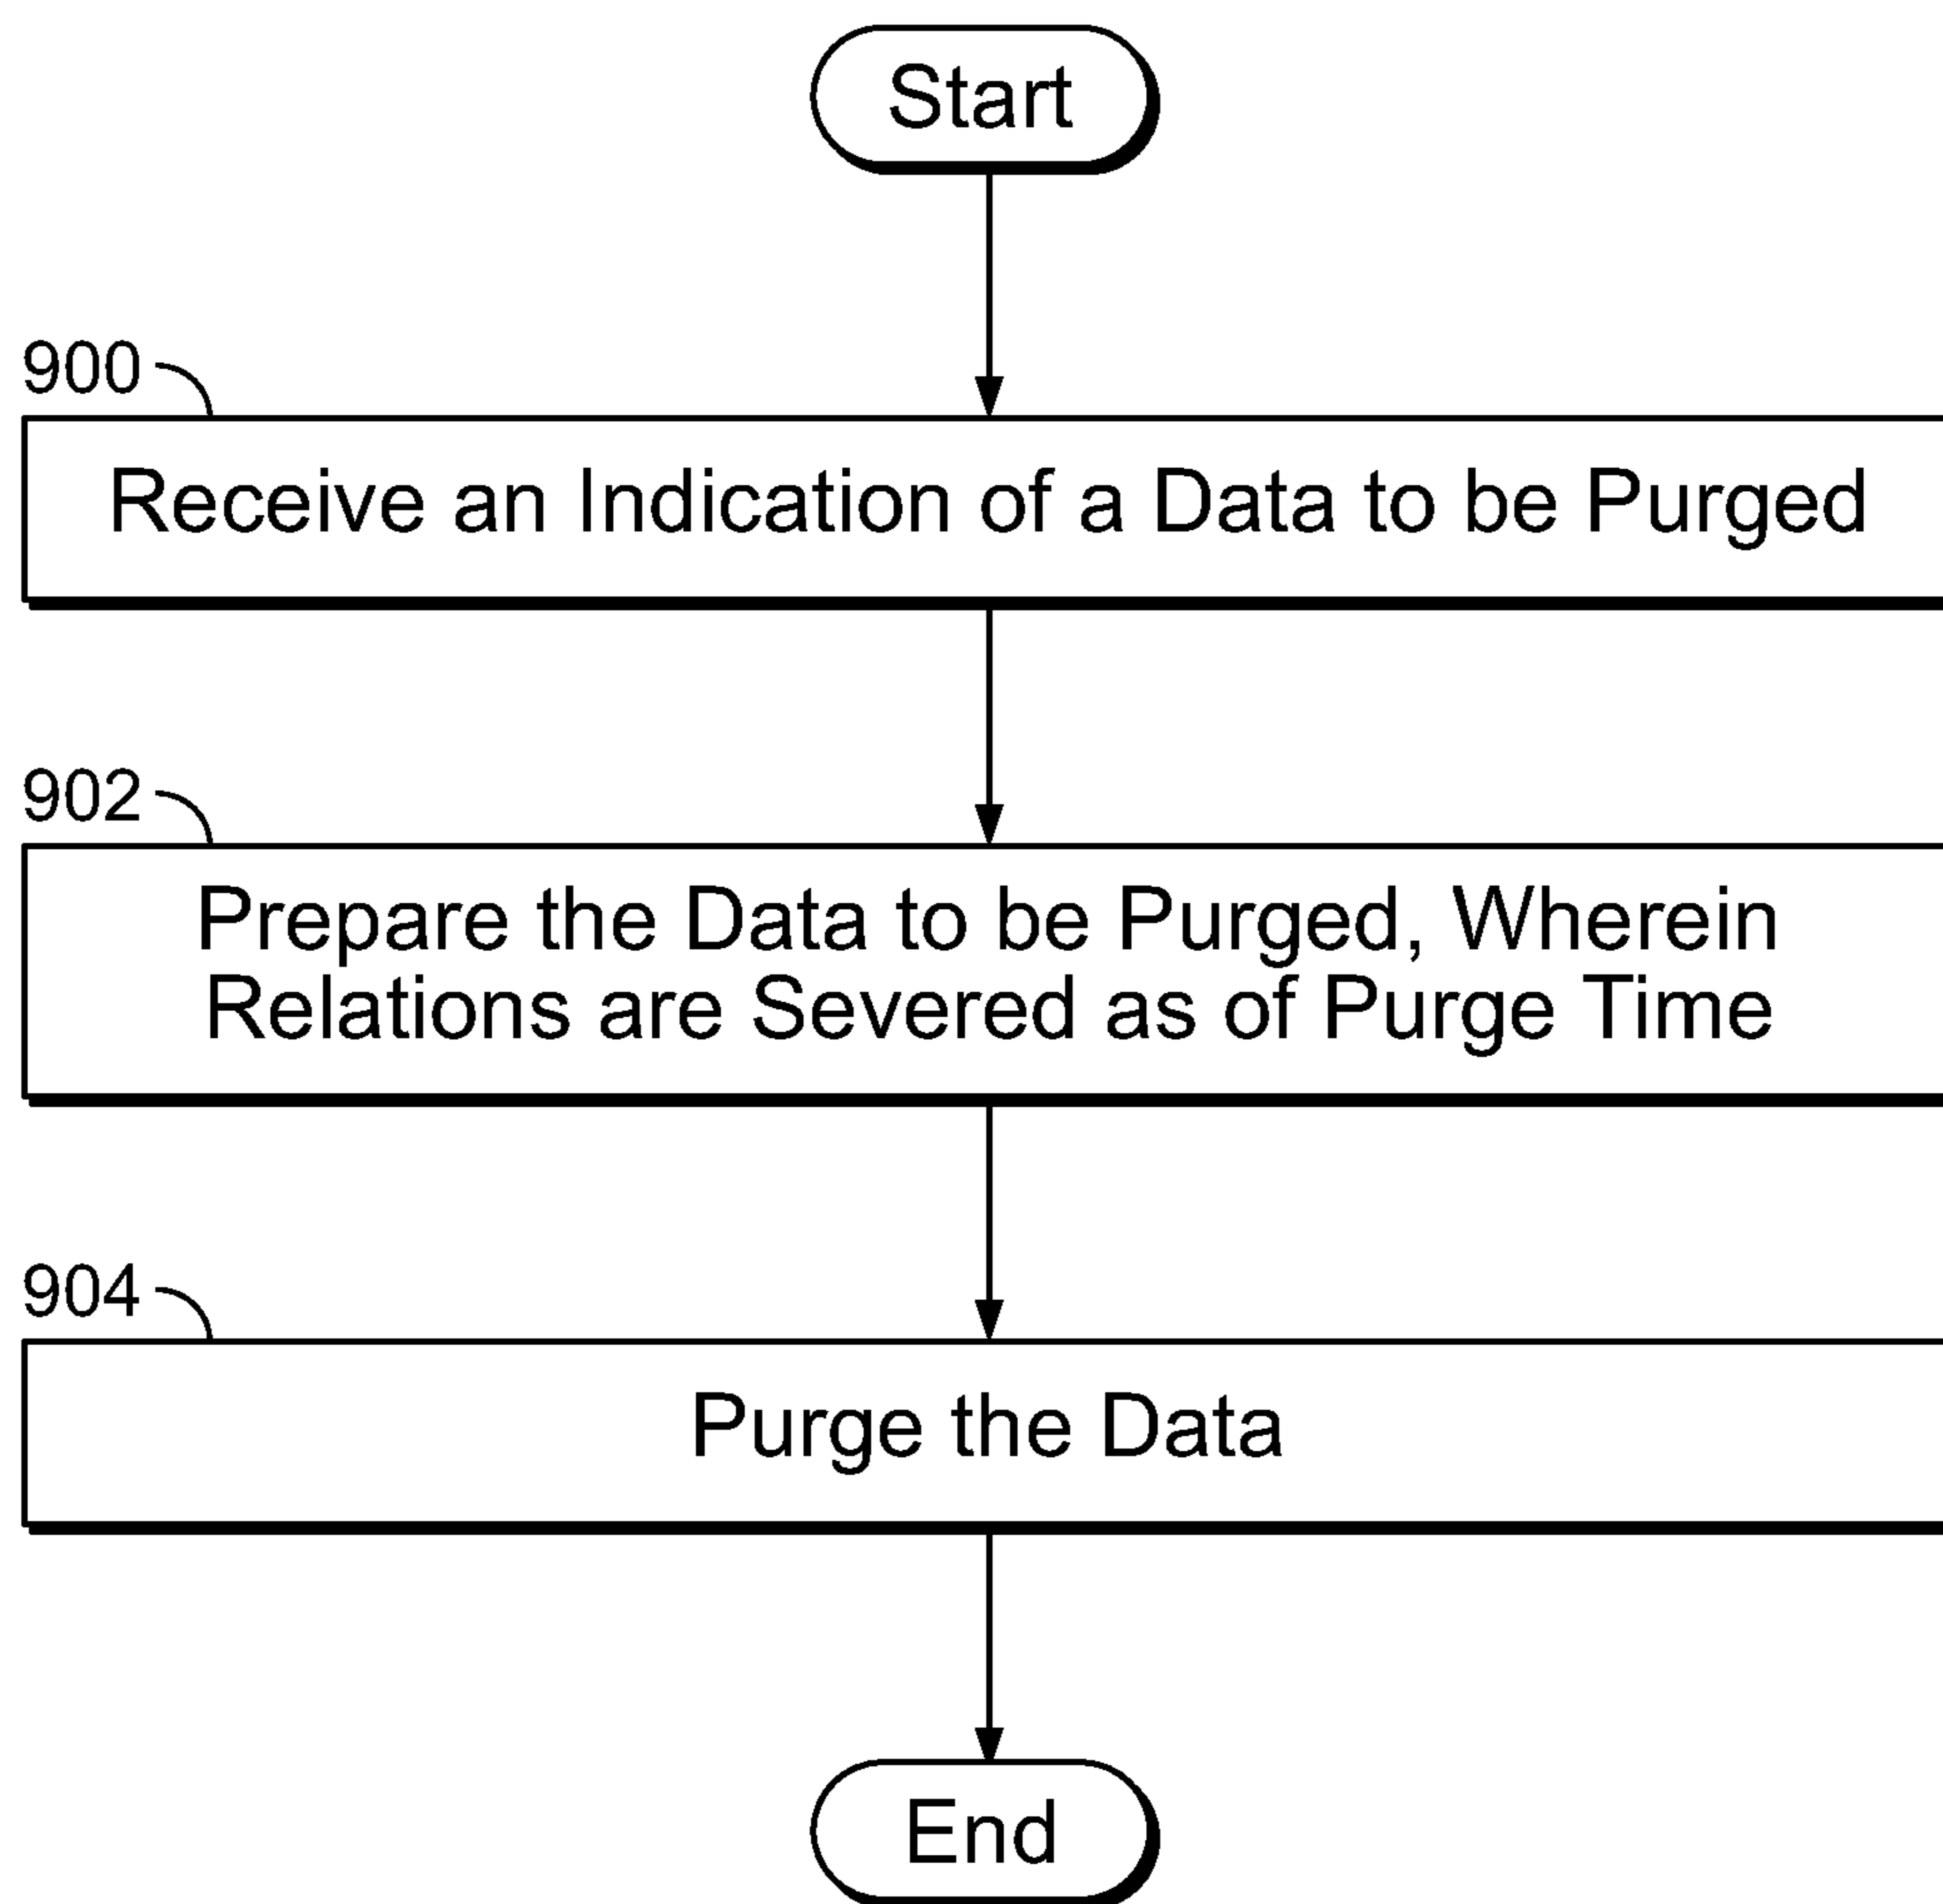 Start
900
Receive an Indication of a Data to be Purged
902
Prepare the Data to be Purged, Wherein
Relations are Severed as of Purge Time
904
Purge the Data
End